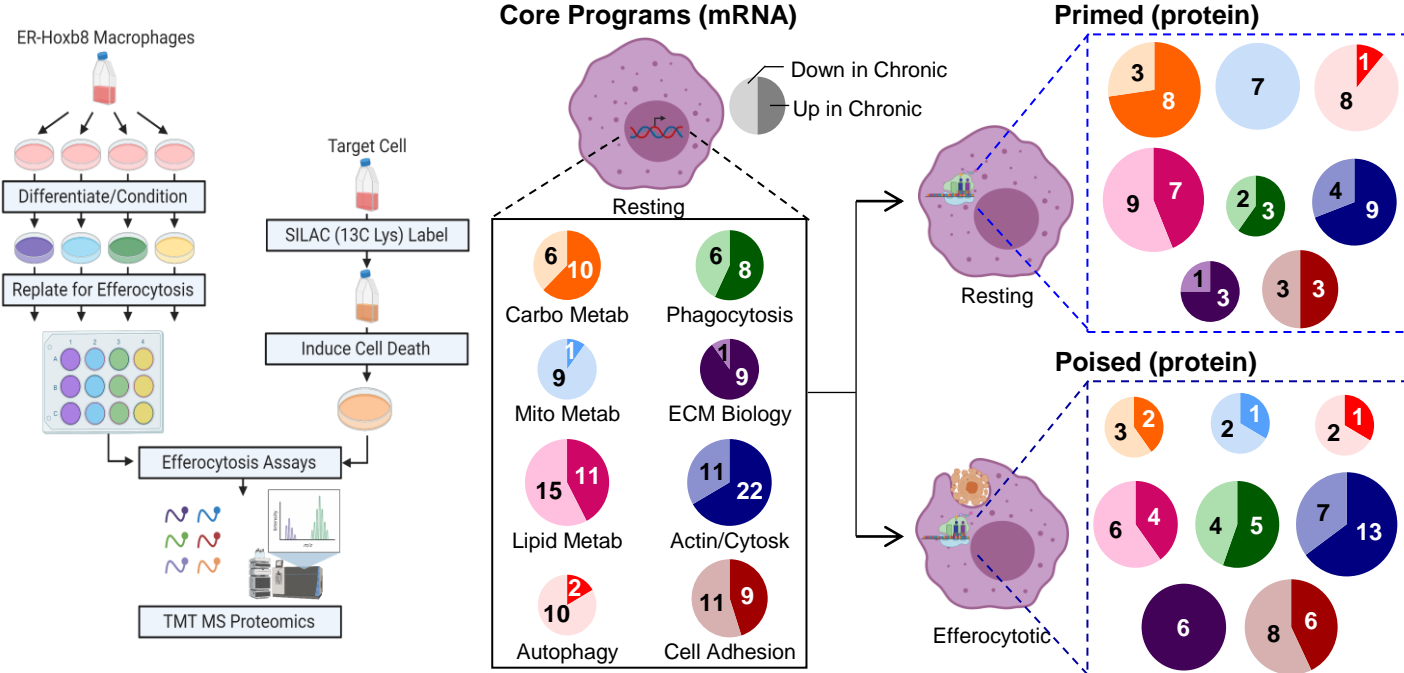 ER-Hoxb8 Macrophages
Differentiate/Condition
Replate for Efferocytosis
1 2 3 4
A
B
C
Target Cell
SILAC (13C Lys) Label
Induce Cell Death
Efferocytosis Assays
Intensity
m/z
TMT MS Proteomics
Core Programs (mRNA)
Down in Chronic
Up in Chronic
Resting
6 10
Carbo Metab
6 8
Phagocytosis
1
9
Mito Metab
1
9
ECM Biology
15 11
Lipid Metab
11
22
Actin/Cytosk
2
10
Autophagy
11 9
Cell Adhesion
Primed (protein)
Resting
3
8
7
1
8
9 7
2 3
4
9
1
3
3 3
Poised (protein)
Efferocytotic
3 2
2 1
2 1
6 4
4 5
7
13
6
8 6